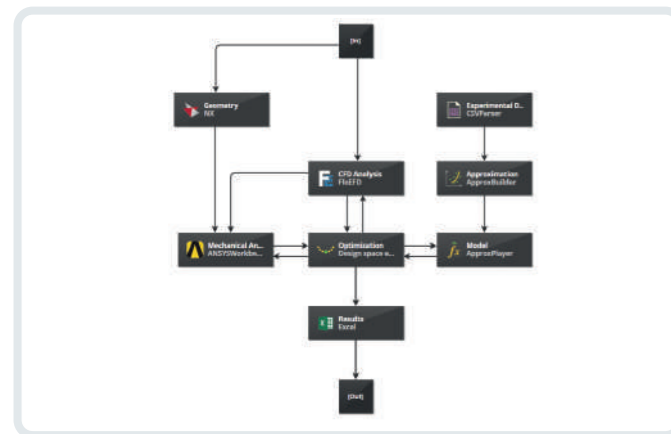 [In]
Geometry
NX
Experimental D...
CSVParser
CFD Analysis
FloEFD
Approximation
ApproxBuilder
Mechanical An...
ANSYSWorkbe...
Optimization
Design space e...
Model
ApproxPlayer
Results
Excel
[Out]